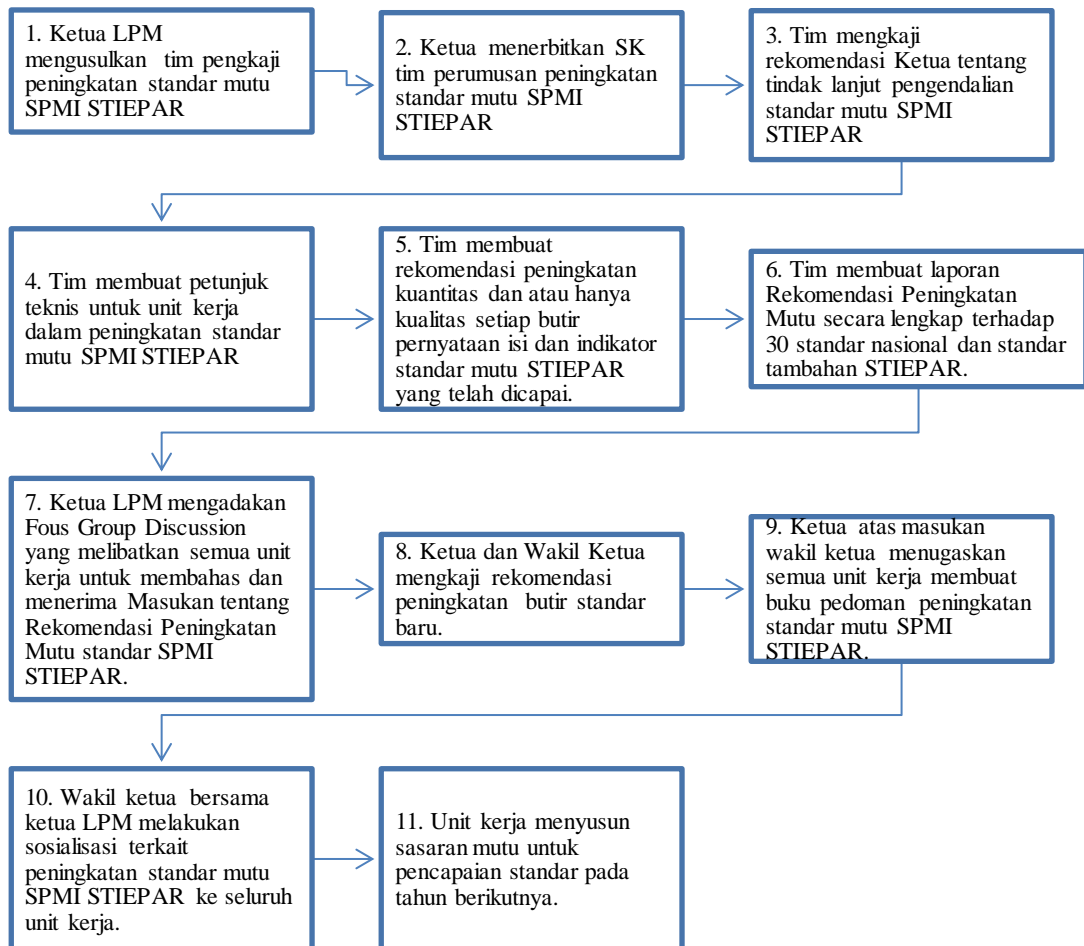 1. Ketua LPM
mengusulkan tim pengkaji
peningkatan standar mutu
SPMI STIEPAR
2. Ketua menerbitkan SK
tim perumusan peningkatan
standar mutu SPMI
STIEPAR
3. Tim mengkaji
rekomendasi Ketua tentang
tindak lanjut pengendalian
standar mutu SPMI
STIEPAR
4. Tim membuat petunjuk
teknis untuk unit kerja
dalam peningkatan standar
mutu SPMI STIEPAR
5. Tim membuat
rekomendasi peningkatan
kuantitas dan atau hanya
kualitas setiap butir
pernyataan isi dan indikator
standar mutu STIEPAR
yang telah dicapai.
6. Tim membuat laporan
Rekomendasi Peningkatan
Mutu secara lengkap terhadap
30 standar nasional dan standar
tambahan STIEPAR.
7. Ketua LPM mengadakan
Fous Group Discussion
yang melibatkan semua unit
kerja untuk membahas dan
menerima Masukan tentang
Rekomendasi Peningkatan
Mutu standar SPMI
STIEPAR.
8. Ketua dan Wakil Ketua
mengkaji rekomendasi
peningkatan butir standar
baru.
9. Ketua atas masukan
wakil ketua menugaskan
semua unit kerja membuat
buku pedoman peningkatan
standar mutu SPMI
STIEPAR.
10. Wakil ketua bersama
ketua LPM melakukan
sosialisasi terkait
peningkatan standar mutu
SPMI STIEPAR ke seluruh
unit kerja.
11. Unit kerja menyusun
sasaran mutu untuk
pencapaian standar pada
tahun berikutnya.